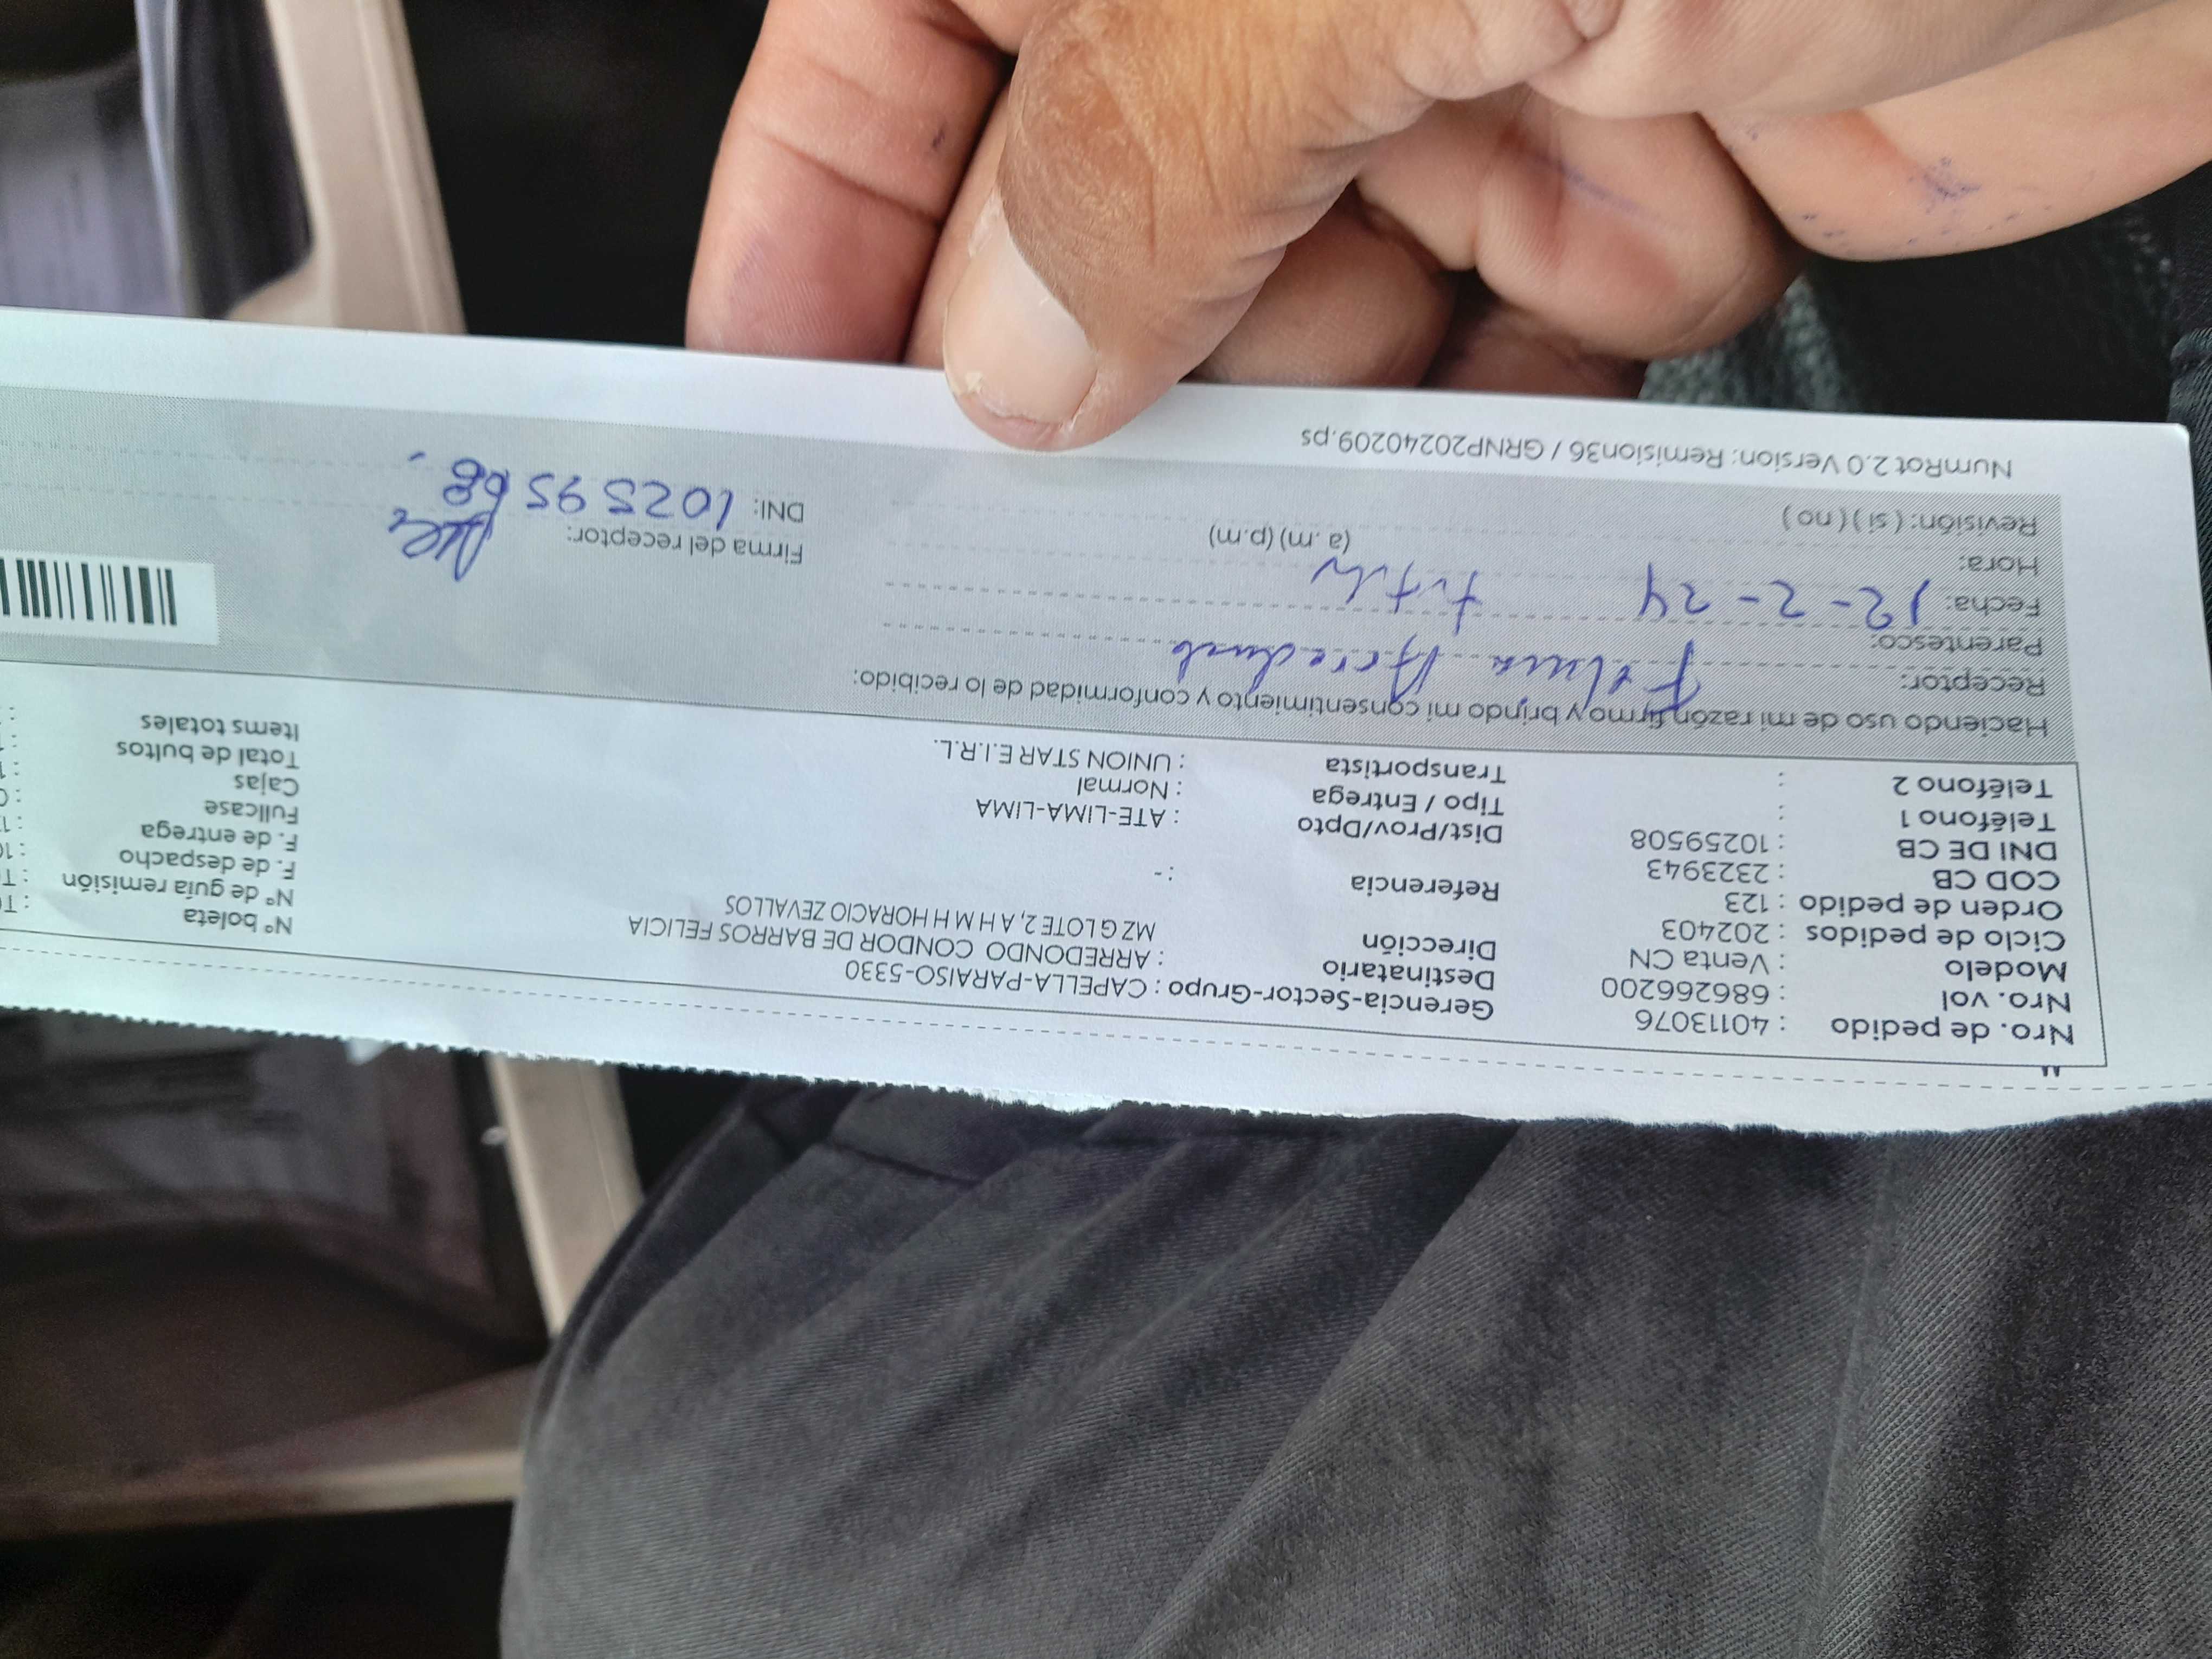 Nro. de pedido : 40113076 Gerencia-Sector-Grupo : CAPELLA-PARAISO-5330
Nro. vol : 686266200 Destinatario : ARREDONDO CONDOR DE BARROS FELICIA Nº boleta
Modelo : Venta CN Dirección MZ G LOTE 2, A H M H HORACIO ZEVALLOS Nº de guía remisión
Ciclo de pedidos : 202403 F. de despacho
Orden de pedido : 123 Referencia : - F. de entrega
COD CB : 2323943 Fullcase
DNI DE CB : 10259508 Dist/Prov/Dpto : ATE-LIMA-LIMA Cajas
Teléfono 1 : Tipo / Entrega : Normal Total de bultos
Teléfono 2 : Transportista : UNION STAR E.I.R.L. Items totales
Haciendo uso de mi razón firmo y brindo mi consentimiento y conformidad de lo recibido:
Receptor:
Parentesco:
Fecha: 12-2-24
Hora: (a.m) (p.m) Firma del receptor:
Revisión: ( si ) ( no ) DNI:
NumRot 2.0 Version: Remision36 / GRNP20240209.ps